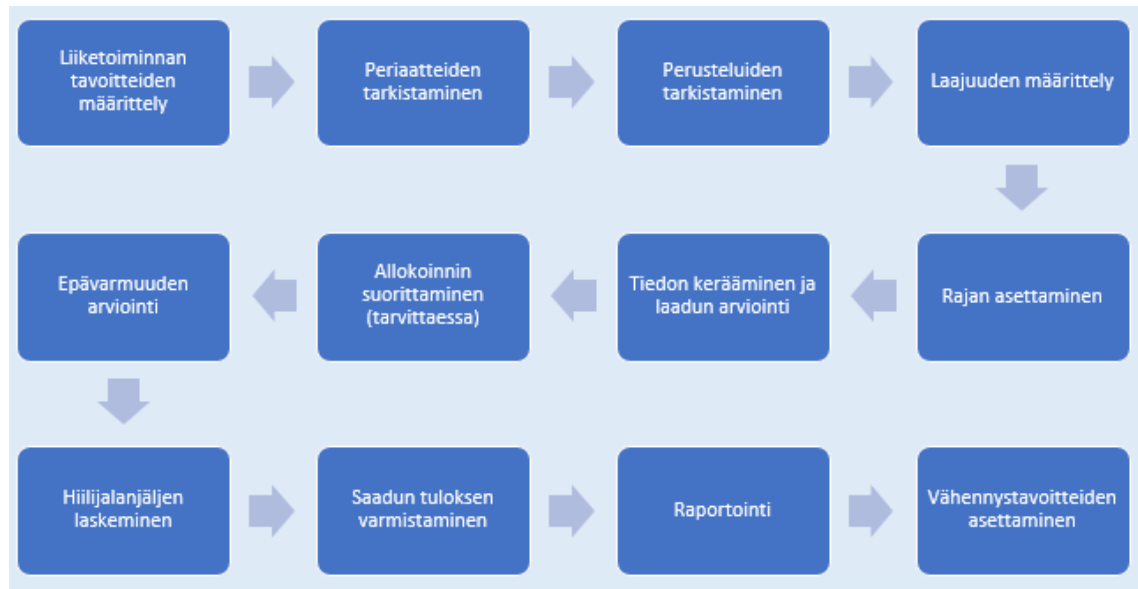 Liiketoiminnan
tavoitteiden
määrittely
Periaatteiden
tarkistaminen
Perusteluiden
tarkistaminen
Laajuuden määrittely
Rajan asettaminen
Tiedon kerääminen ja
laadun arviointi
Allokoinnin
suorittaminen
(tarvittaessa)
Epävarmuuden
arviointi
Hiilijalanjäljen
laskeminen
Saadun tuloksen
varmistaminen
Raportointi
Vähennystavoitteiden
asettaminen